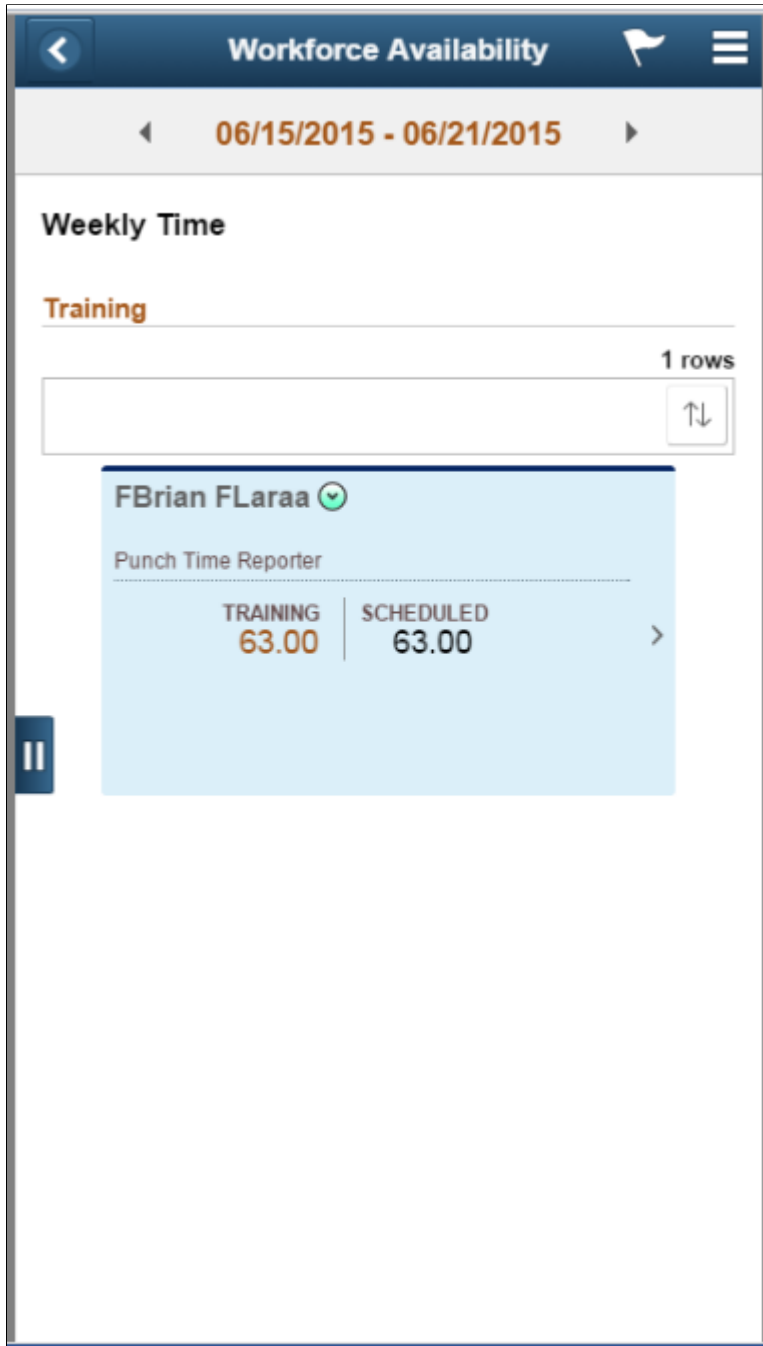 Workforce Availability
06/15/2015 - 06/21/2015
Weekly Time
Training
1 rows
FBrian FLaraa
Punch Time Reporter
TRAINING SCHEDULED
63.00 63.00